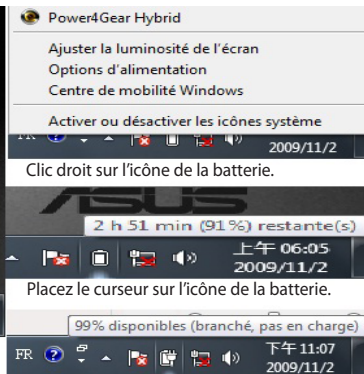 Power4Gear Hybrid
Ajuster la luminosité de l'écran
Options d'alimentation
Centre de mobilité Windows
Activer ou désactiver les icônes système
FR
2009/11/2
Clic droit sur l'icône de la batterie.
ASUS
2 h 51 min (91%) restante(s)
上午 06:05
2009/11/2
Placez le curseur sur l'icône de la batterie.
99% disponibles (branché, pas en charge)
FR
下午 11:07
2009/11/2